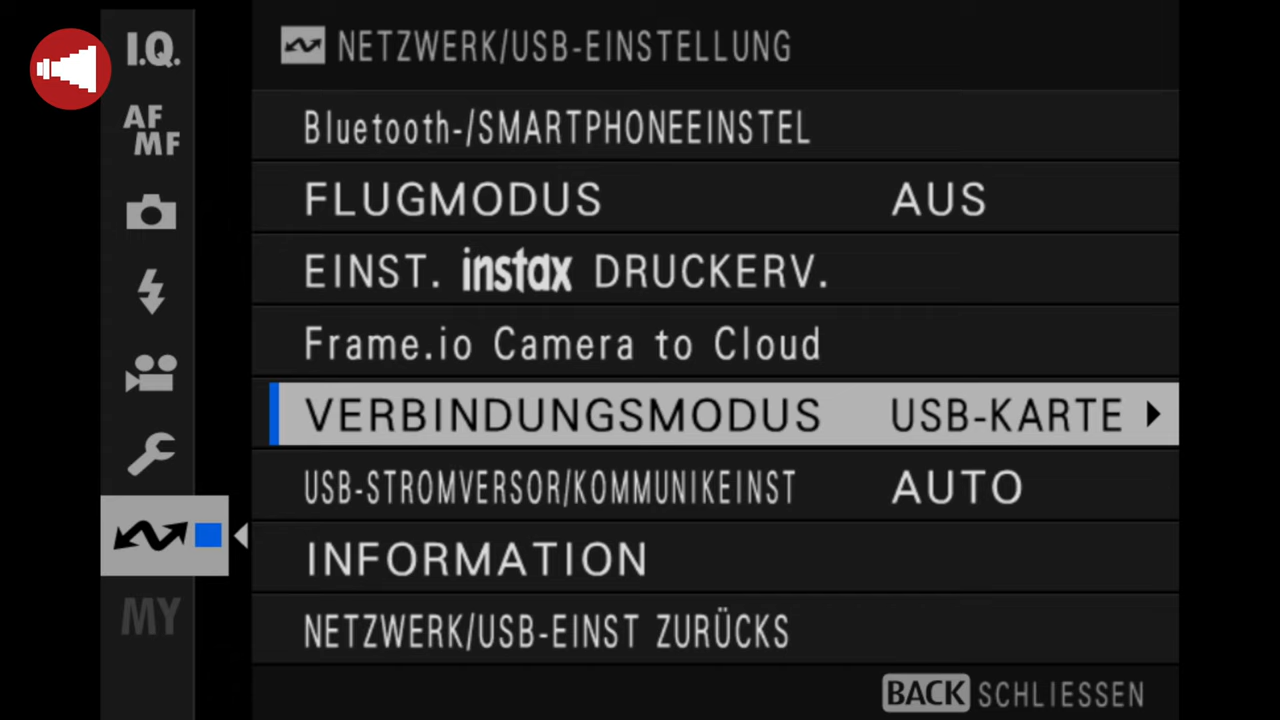 I.Q.
AF
MF
MY
NETZWERK/USB-EINSTELLUNG
Bluetooth-/SMARTPHONEEINSTEL
FLUGMODUS AUS
EINST. instax DRUCKERV.
Frame.io Camera to Cloud
VERBINDUNGSMODUS USB-KARTE
USB-STROMVERSOR/KOMMUNIKEINST AUTO
INFORMATION
NETZWERK/USB-EINST ZURÜCKS
BACK SCHLIESSEN